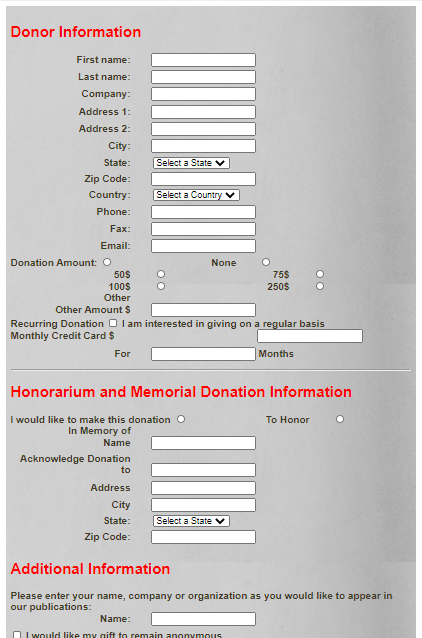 Donor Information
First name:
Last name:
Company:
Address 1:
Address 2:
City:
State: Select a State
Zip Code:
Country: Select a Country
Phone:
Fax:
Email:
Donation Amount: None
50$ 75$
100$ 250$
Other
Other Amount $
Recurring Donation I am interested in giving on a regular basis
Monthly Credit Card $
For Months
Honorarium and Memorial Donation Information
I would like to make this donation To Honor
In Memory of
Name
Acknowledge Donation
to
Address
City
State: Select a State
Zip Code:
Additional Information
Please enter your name, company or organization as you would like to appear in
our publications:
Name:
I would like my gift to remain anonymous.